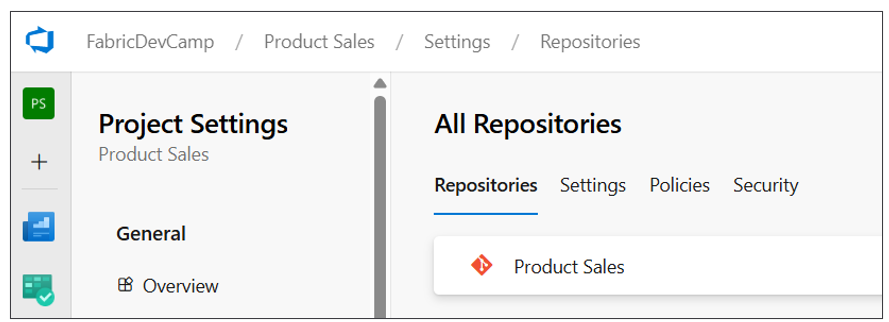 FabricDevCamp / Product Sales / Settings / Repositories
PS
Project Settings
Product Sales
General
Overview
All Repositories
Repositories Settings Policies Security
Product Sales